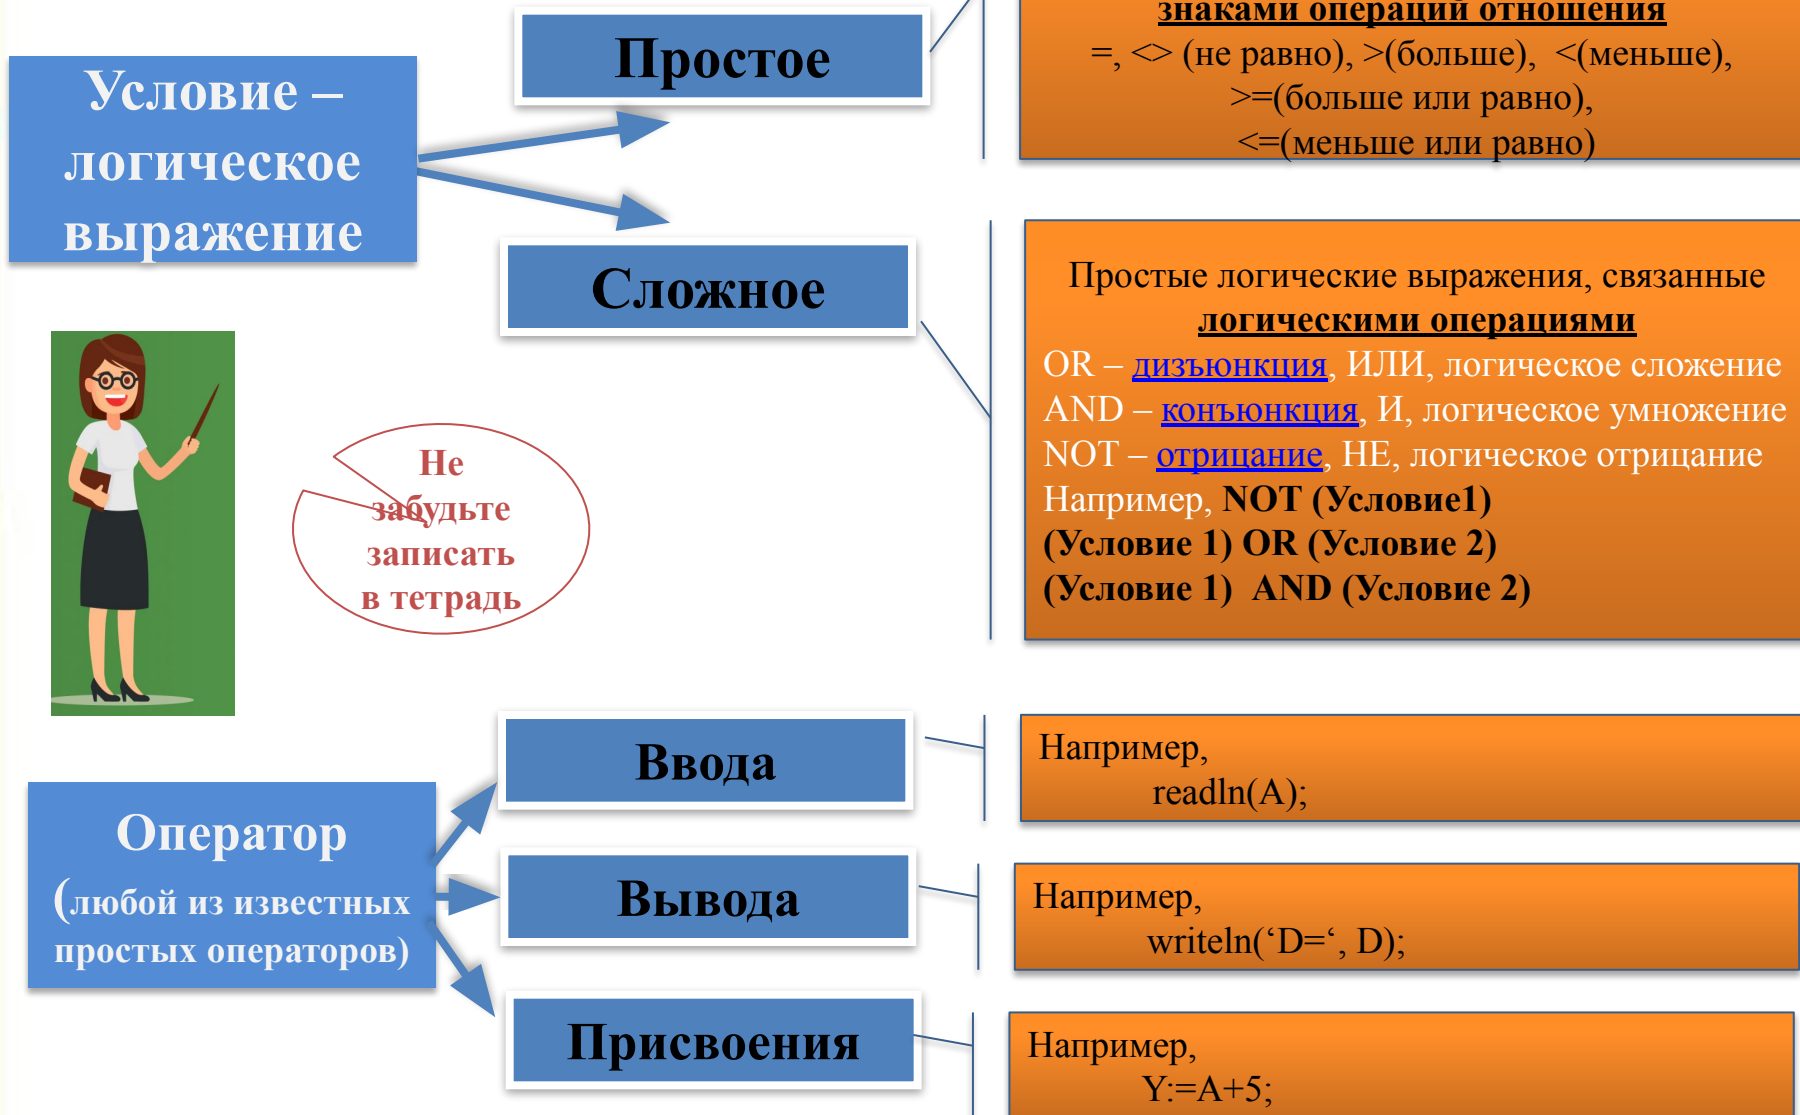 Условие –
логическое
выражение
Простое
знаками операций отношения
=, <> (не равно), >(больше), <(меньше),
>=(больше или равно),
<=(меньше или равно)
Сложное
Простые логические выражения, связанные
логическими операциями
OR – дизъюнкция, ИЛИ, логическое сложение
AND – конъюнкция, И, логическое умножение
NOT – отрицание, НЕ, логическое отрицание
Например, NOT (Условие1)
(Условие 1) OR (Условие 2)
(Условие 1) AND (Условие 2)
Не
забудьте
записать
в тетрадь
Оператор
(любой из известных
простых операторов)
Ввода
Например,
readln(A);
Вывода
Например,
writeln(‘D=‘, D);
Присвоения
Например,
Y:=A+5;